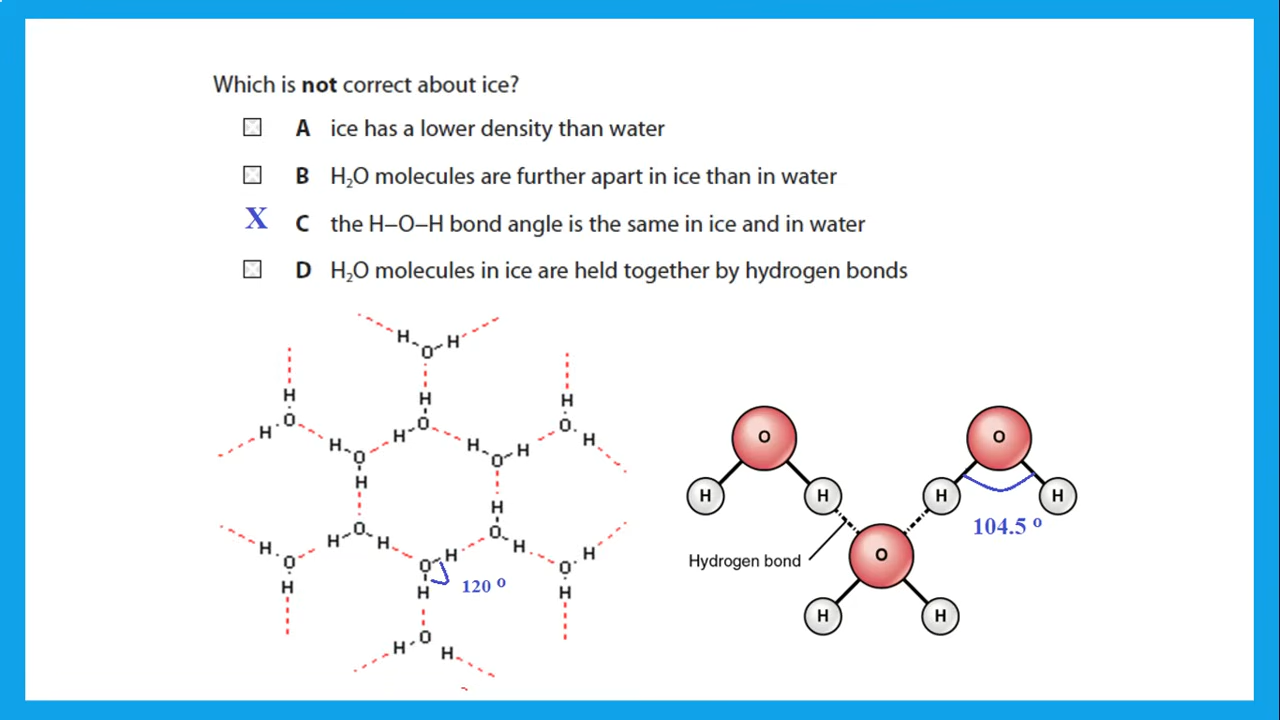 Which is not correct about ice?
A ice has a lower density than water
B H₂O molecules are further apart in ice than in water
X C the H–O–H bond angle is the same in ice and in water
D H₂O molecules in ice are held together by hydrogen bonds
H H
O
H
H
H
O
H
O
H
H
O
H
H
O
H
H
O
H
H
O
H
H
O
H
H
O
H
H
O
H
H
O
H
H
O
H
120 º
O
H
H
O
O
H
H
H
H
104.5 º
Hydrogen bond
O
H
H